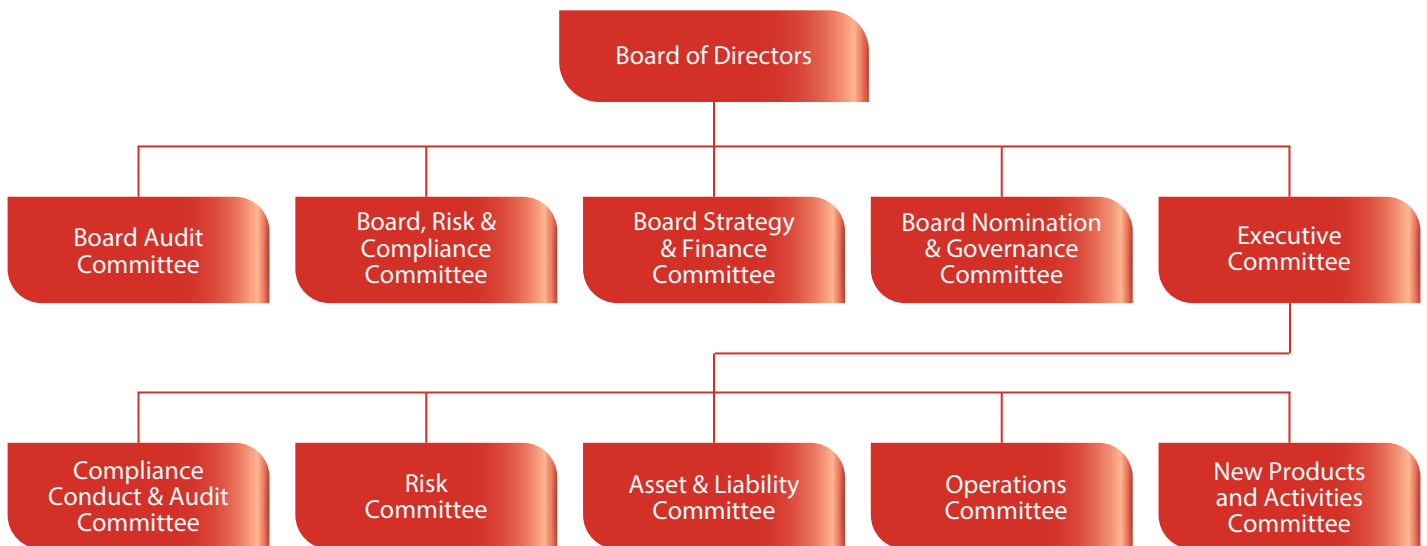 Board of Directors
Board Audit
Committee
Board, Risk &
Compliance
Committee
Board Strategy
& Finance
Committee
Board Nomination
& Governance
Committee
Executive
Committee
Compliance
Conduct & Audit
Committee
Risk
Committee
Asset & Liability
Committee
Operations
Committee
New Products
and Activities
Committee